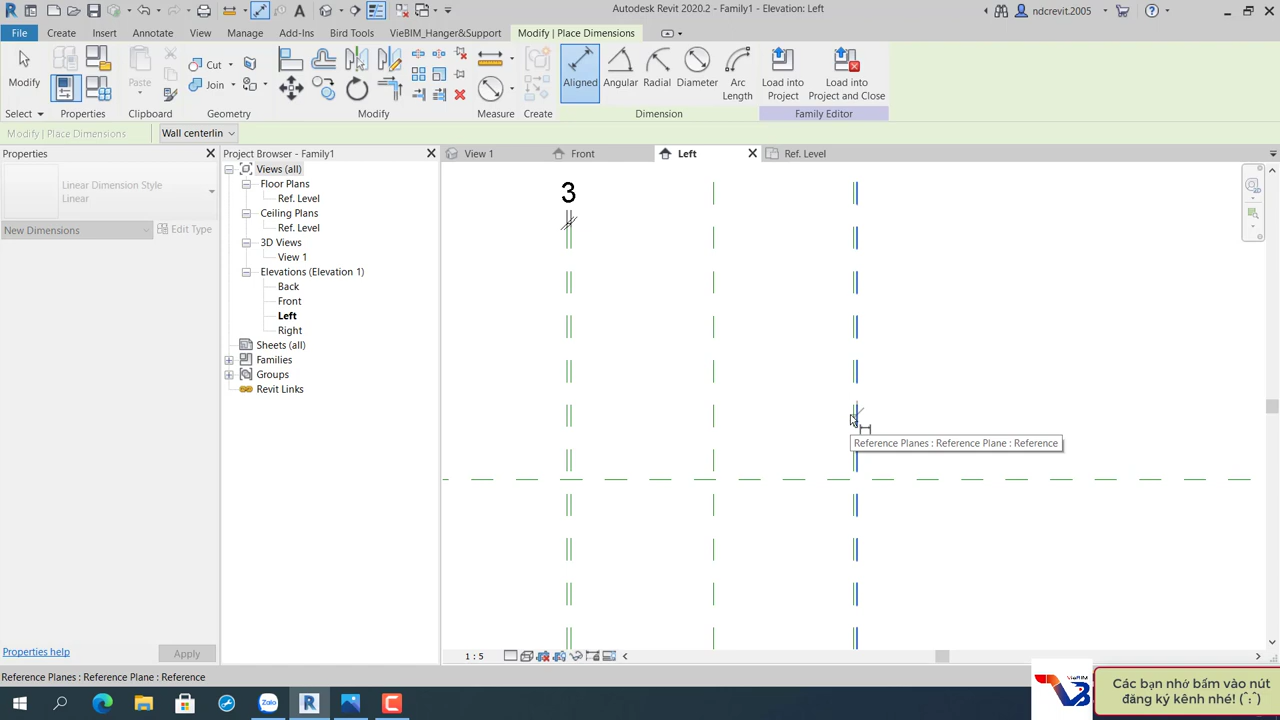 Autodesk Revit 2020.2 - Family1 - Elevation: Left
ndcrevit.2005
File
Create
Insert
Annotate
View
Manage
Add-Ins
Bird Tools
VieBIM_Hanger&Support
Modify | Place Dimensions
Modify
Paste
Cut
Join
Aligned
Angular
Radial
Diameter
Arc
Length
Load into
Project
Load into
Project and Close
Select
Properties
Clipboard
Geometry
Modify
Measure
Create
Dimension
Family Editor
Modify | Place Dimensions
Wall centerlin
Properties
Project Browser - Family1
View 1
Front
Left
Ref. Level
Linear Dimension Style
Linear
New Dimensions
Edit Type
Views (all)
Floor Plans
Ref. Level
Ceiling Plans
Ref. Level
3D Views
View 1
Elevations (Elevation 1)
Back
Front
Left
Right
Sheets (all)
Families
Groups
Revit Links
3
Reference Planes : Reference Plane : Reference
Properties help
Apply
1 : 5
Reference Planes : Reference Plane : Reference
Zalo
R
C
VieBIM
Các bạn nhớ bấm vào nút
đăng ký kênh nhé! (ˆ:ˆ)